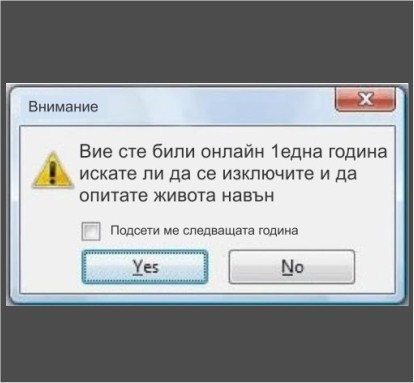 Внимание
Вие сте били онлайн 1една година
искате ли да се изключите и да
опитате живота навън
Подсети ме следващата година
Yes
No